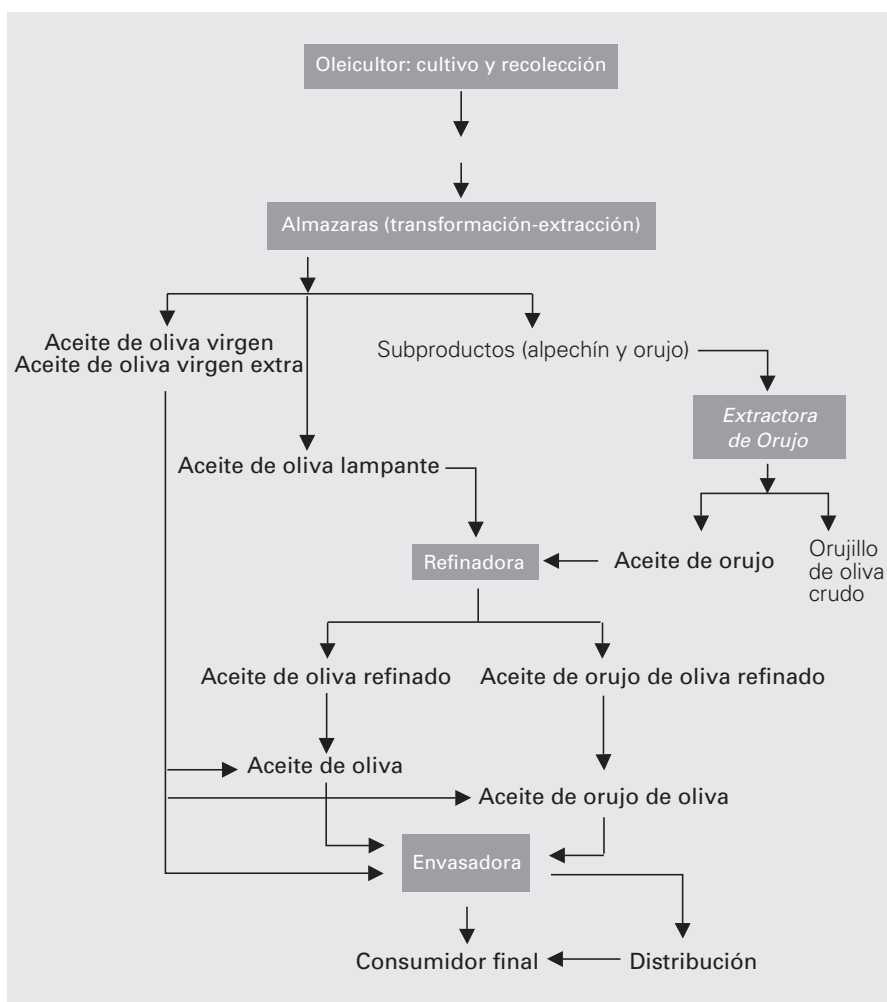 Oleicultor: cultivo y recolección
Almazaras (transformación-extracción)
Aceite de oliva virgen
Aceite de oliva virgen extra
Subproductos (alpechín y orujo)
Extractora
de Orujo
Aceite de oliva lampante
Refinadora
Aceite de orujo
Orujillo
de oliva
crudo
Aceite de oliva refinado
Aceite de orujo de oliva refinado
Aceite de oliva
Aceite de orujo de oliva
Envasadora
Consumidor final
Distribución